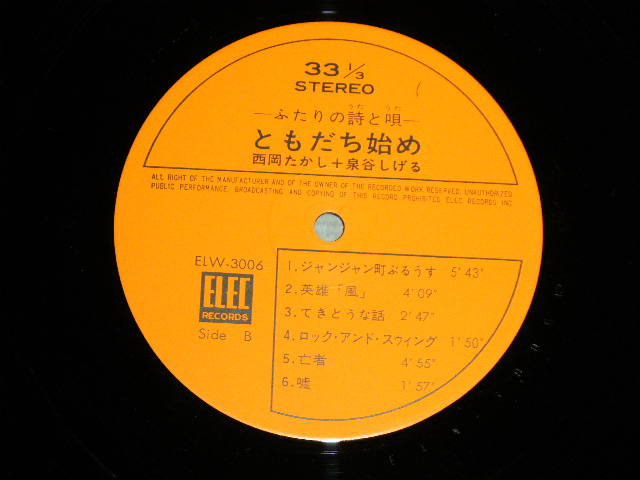 33 1/3
STEREO
うた うた
―ふたりの詩と唄―
ともだち始め
西岡たかし+泉谷しげる
ALL RIGHT OF THE MANUFACTURER AND OF THE OWNER OF THE RECORDED WORK RESERVED. UNAUTHORIZED
PUBLIC PERFORMANCE, BROADCASTING AND COPYING OF THIS RECORD PROHIBITED ELEC RECORDS INC
ELW-3006
ELEC
RECORDS
Side B
1.ジャンジャン町ぶるうす 5′43″
2.英雄「風」 4′09″
3.てきとうな話 2′47″
4.ロック・アンド・スウィング 1′50″
5.亡者 4′55″
6.嘘 1′57″